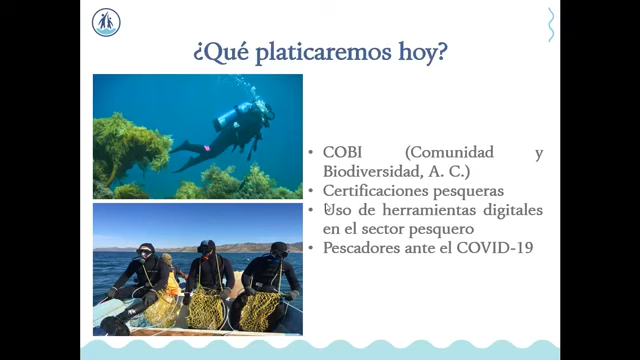 ¿Qué platicaremos hoy?
• COBI (Comunidad y
Biodiversidad, A. C.)
• Certificaciones pesqueras
• Uso de herramientas digitales
en el sector pesquero
• Pescadores ante el COVID-19